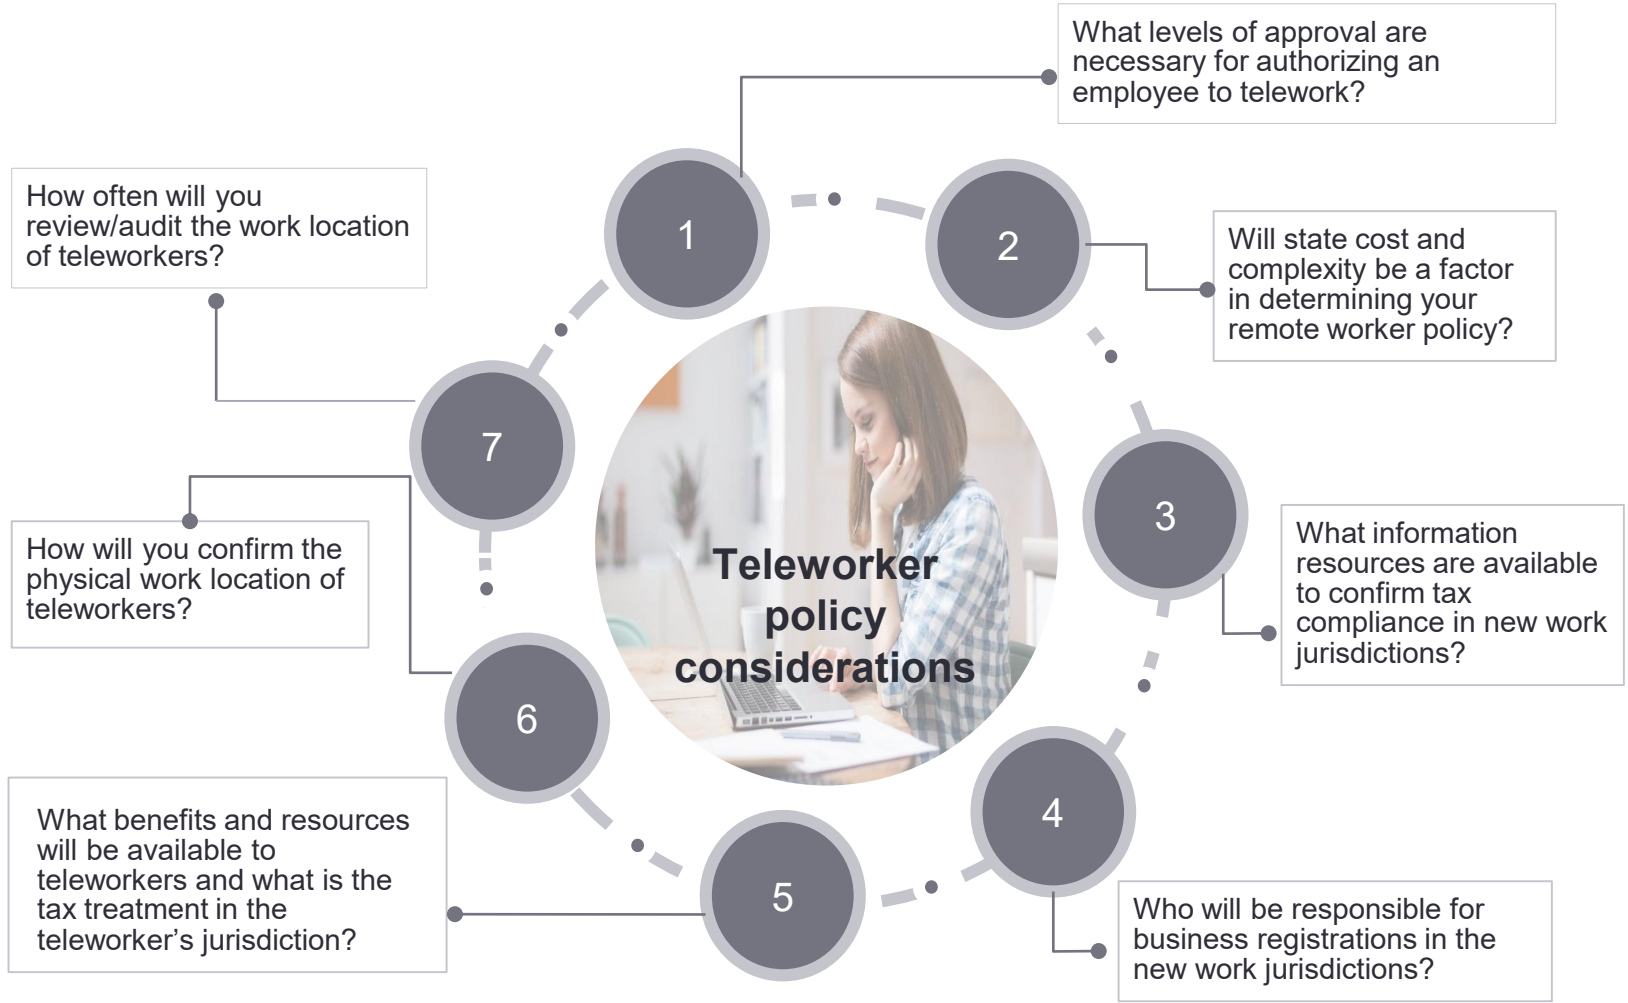 What levels of approval are
necessary for authorizing an
employee to telework?
1
2
Will state cost and
complexity be a factor
in determining your
remote worker policy?
3
What information
resources are available
to confirm tax
compliance in new work
jurisdictions?
4
Who will be responsible for
business registrations in the
new work jurisdictions?
5
What benefits and resources
will be available to
teleworkers and what is the
tax treatment in the
teleworker’s jurisdiction?
6
How will you confirm the
physical work location of
teleworkers?
7
How often will you
review/audit the work location
of teleworkers?
Teleworker
policy
considerations